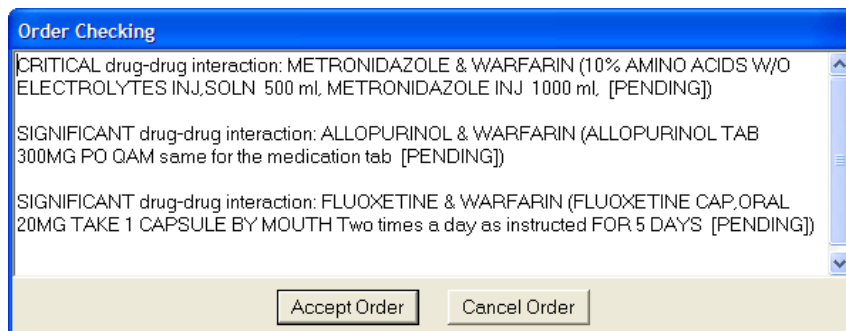 Order Checking
CRITICAL drug-drug interaction: METRONIDAZOLE & WARFARIN (10% AMINO ACIDS W/O
ELECTROLYTES INJ,SOLN  500 ml, METRONIDAZOLE INJ  1000 ml,  [PENDING])
SIGNIFICANT drug-drug interaction: ALLOPURINOL & WARFARIN (ALLOPURINOL TAB
300MG PO QAM same for the medication tab  [PENDING])
SIGNIFICANT drug-drug interaction: FLUOXETINE & WARFARIN (FLUOXETINE CAP,ORAL
20MG TAKE 1 CAPSULE BY MOUTH Two times a day as instructed FOR 5 DAYS  [PENDING])
Accept Order
Cancel Order